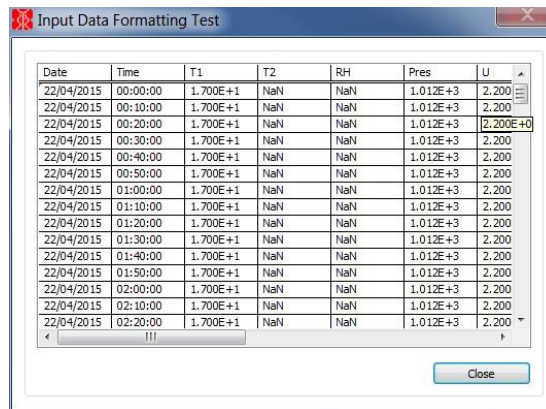 Input Data Formatting Test
Date Time T1 T2 RH Pres U
22/04/2015 00:00:00 1.700E+1 NaN NaN 1.012E+3 2.200
22/04/2015 00:10:00 1.700E+1 NaN NaN 1.012E+3 2.200
22/04/2015 00:20:00 1.700E+1 NaN NaN 1.012E+3 2.200E+0
22/04/2015 00:30:00 1.700E+1 NaN NaN 1.012E+3 2.200
22/04/2015 00:40:00 1.700E+1 NaN NaN 1.012E+3 2.200
22/04/2015 00:50:00 1.700E+1 NaN NaN 1.012E+3 2.200
22/04/2015 01:00:00 1.700E+1 NaN NaN 1.012E+3 2.200
22/04/2015 01:10:00 1.700E+1 NaN NaN 1.012E+3 2.200
22/04/2015 01:20:00 1.700E+1 NaN NaN 1.012E+3 2.200
22/04/2015 01:30:00 1.700E+1 NaN NaN 1.012E+3 2.200
22/04/2015 01:40:00 1.700E+1 NaN NaN 1.012E+3 2.200
22/04/2015 01:50:00 1.700E+1 NaN NaN 1.012E+3 2.200
22/04/2015 02:00:00 1.700E+1 NaN NaN 1.012E+3 2.200
22/04/2015 02:10:00 1.700E+1 NaN NaN 1.012E+3 2.200
22/04/2015 02:20:00 1.700E+1 NaN NaN 1.012E+3 2.200
Close